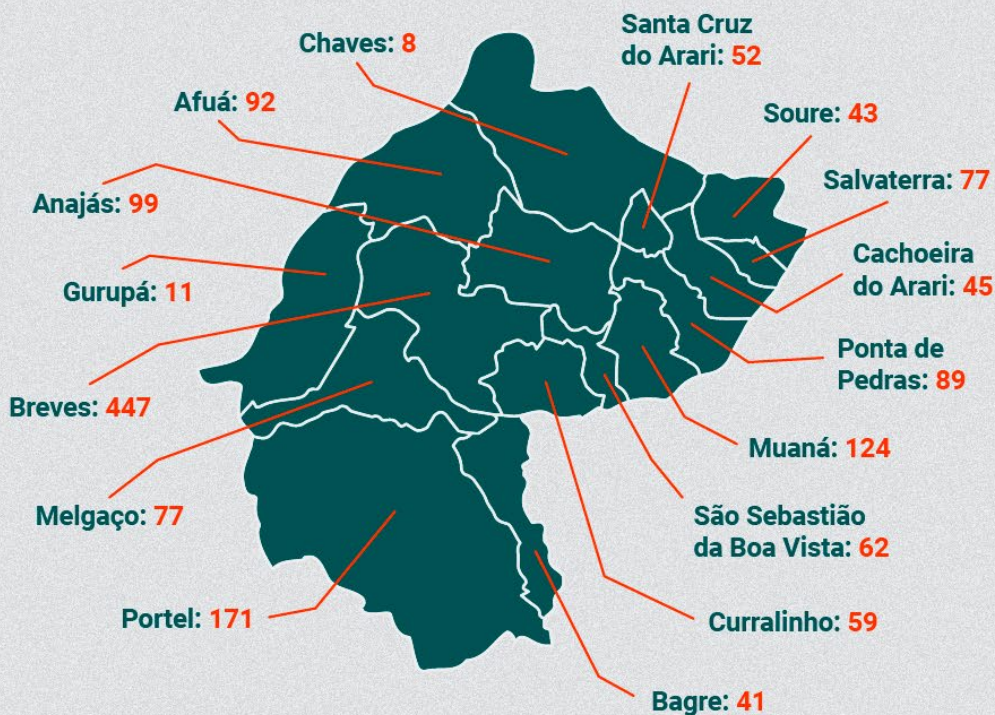 Chaves: 8
Santa Cruz
do Arari: 52
Afuá: 92
Soure: 43
Salvaterra: 77
Anajás: 99
Cachoeira
do Arari: 45
Gurupá: 11
Ponta de
Pedras: 89
Breves: 447
Muaná: 124
Melgaço: 77
São Sebastião
da Boa Vista: 62
Portel: 171
Curralinho: 59
Bagre: 41